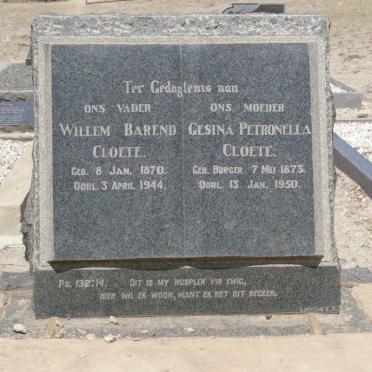 Ter Gedagtenis aan
ONS VADER
WILLEM BAREND
CLOETE.
GEB. 8 JAN. 1870.
OORL. 3 APRIL 1944.
ONS MOEDER
GESINA PETRONELLA
CLOETE.
GEB. BURGER 7 MEI 1873.
OORL. 13 JAN. 1950.
PS. 132:14. DIT IS MY RUSPLEK VIR EWIG,
HIER WIL EK WOON, WANT EK HET DIT BEGEER.